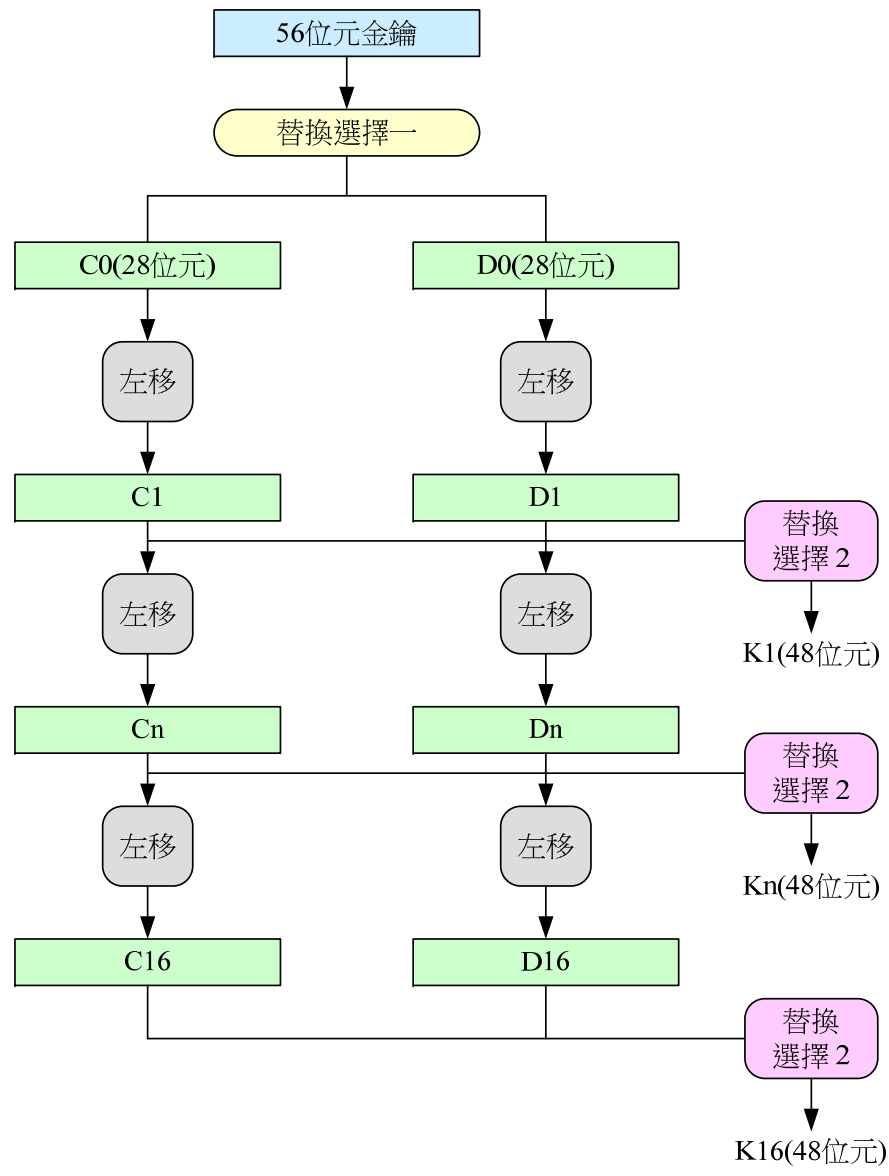 56位元金鑰
替換選擇一
C0(28位元)
D0(28位元)
左移
左移
C1
D1
替換
選擇 2
左移
左移
K1(48位元)
Cn
Dn
替換
選擇 2
左移
左移
Kn(48位元)
C16
D16
替換
選擇 2
K16(48位元)